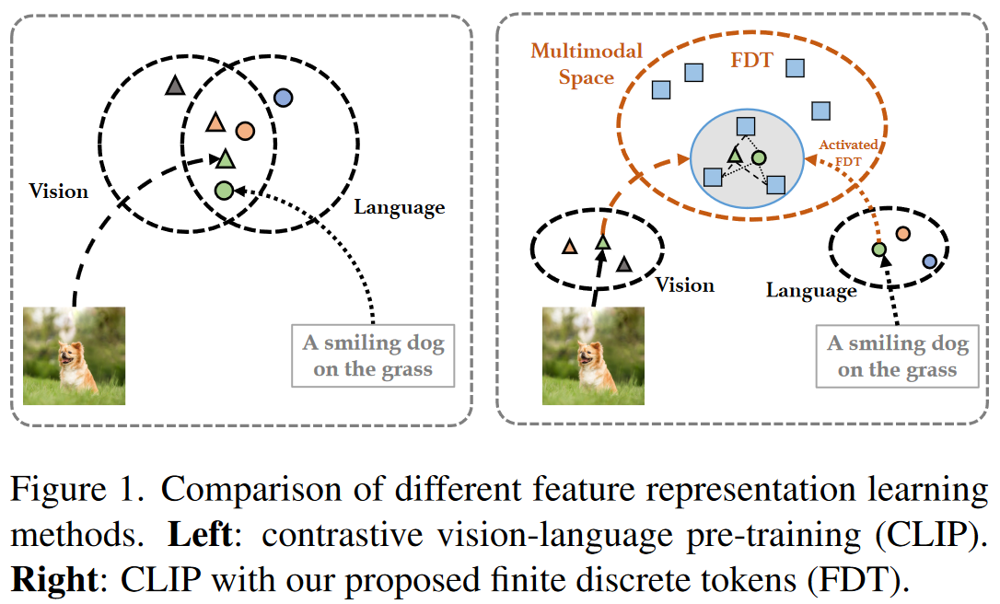 Vision
Language
A smiling dog
on the grass
Multimodal
Space
FDT
Activated
FDT
Vision
Language
A smiling dog
on the grass
Figure 1. Comparison of different feature representation learning
methods. Left: contrastive vision-language pre-training (CLIP).
Right: CLIP with our proposed finite discrete tokens (FDT).